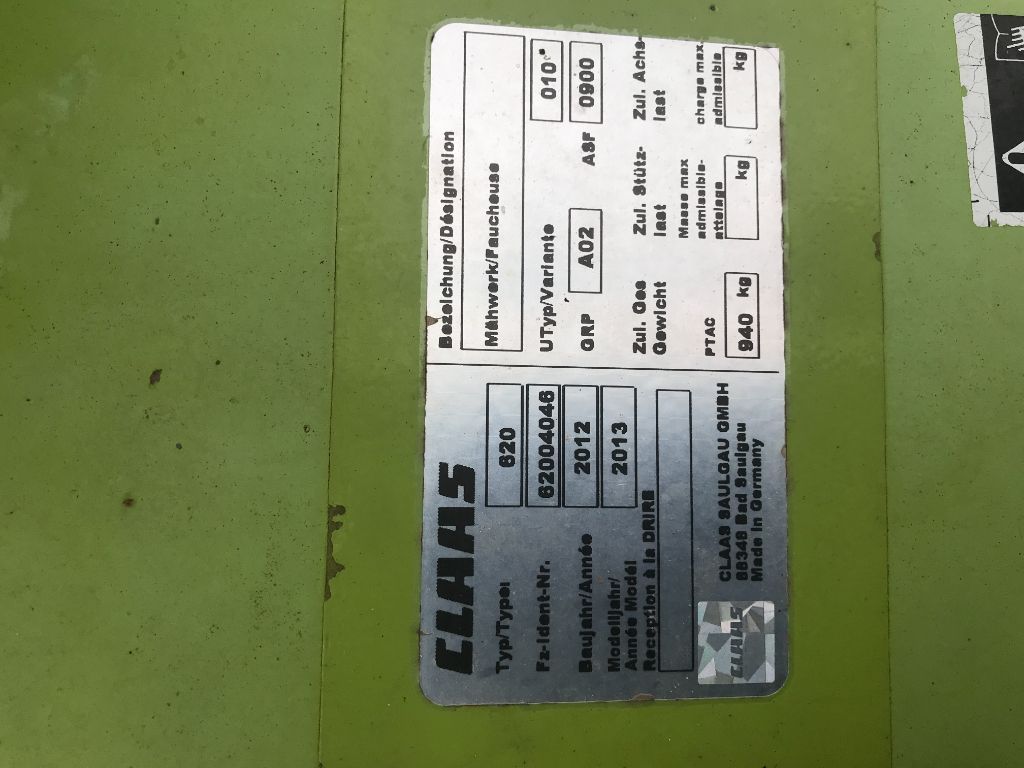 CLAAS
Typ/Type:
620
Fz-Ident-Nr.
62004046
Baujahr/Année
2012
Modelljahr/
Année Modèl
2013
Reception à la DRIRE
CLAAS
CLAAS SAULGAU GMBH
88348 Bad Saulgau
Made in Germany
Bezeichung/Désignation
Mähwerk/Faucheuse
UTyp/Variante
010
GRP
A02
ASF
0900
Zul. Ges
Gewicht
Zul. Stütz-
last
Zul. Achs-
last
PTAC
Masse max
admissible-
attelage
charge max
admissible
940 kg
kg
kg